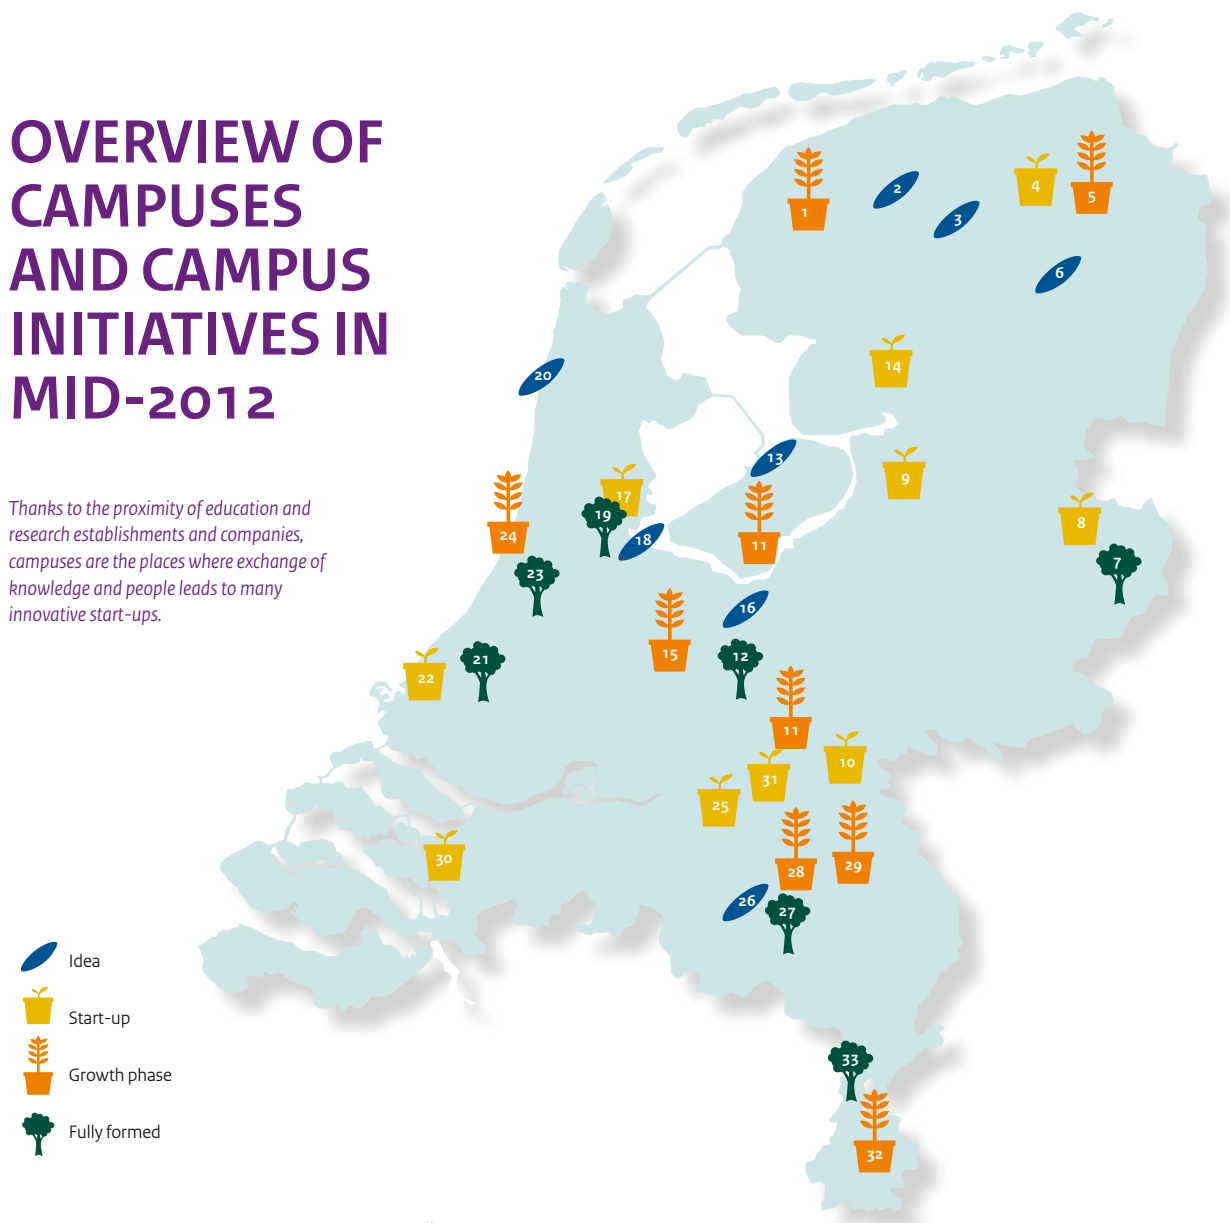 OVERVIEW OF
CAMPUSES
AND CAMPUS
INITIATIVES IN
MID-2012
Thanks to the proximity of education and
research establishments and companies,
campuses are the places where exchange of
knowledge and people leads to many
innovative start-ups.
1
2
3
4
5
6
20
14
13
9
17
19
18
24
11
8
7
23
16
15
12
21
22
11
10
31
25
30
28
29
26
27
33
32
Idea
Start-up
Growth phase
Fully formed